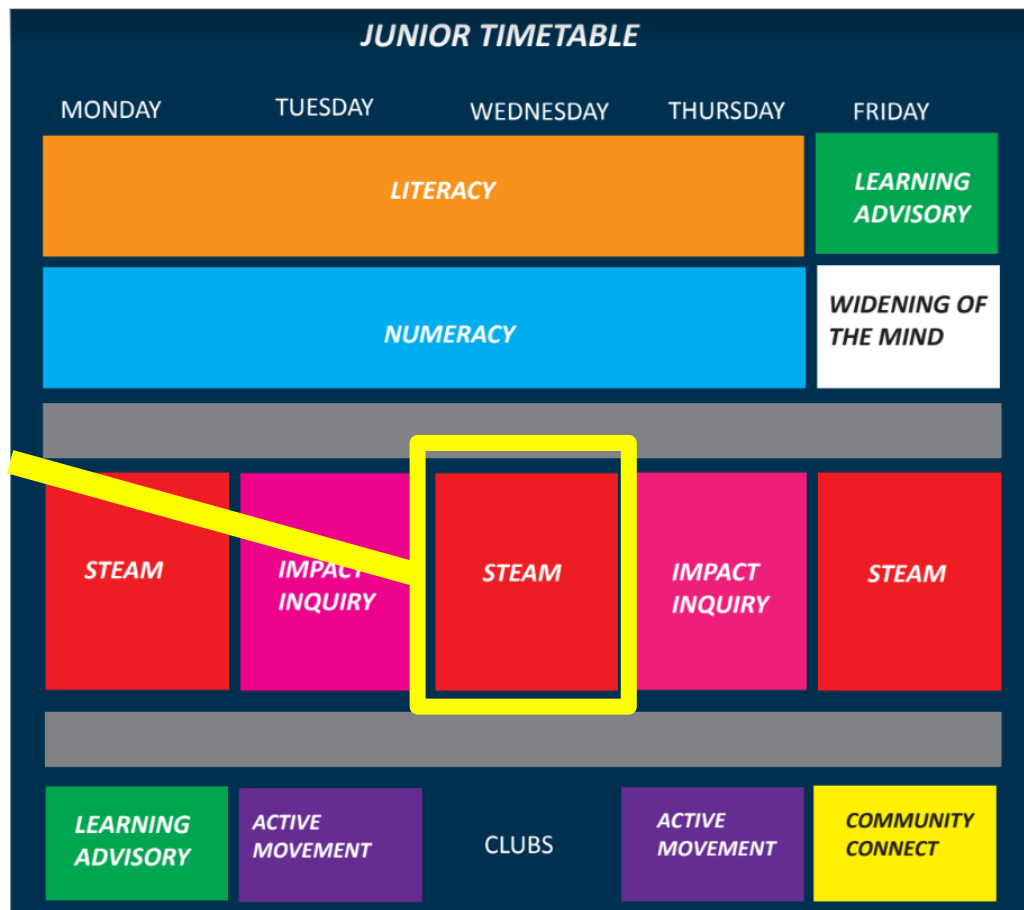 JUNIOR TIMETABLE
MONDAY
TUESDAY
WEDNESDAY
THURSDAY
FRIDAY
LITERACY
LEARNING
ADVISORY
NUMERACY
WIDENING OF
THE MIND
STEAM
IMPACT
INQUIRY
STEAM
IMPACT
INQUIRY
STEAM
LEARNING
ADVISORY
ACTIVE
MOVEMENT
CLUBS
ACTIVE
MOVEMENT
COMMUNITY
CONNECT